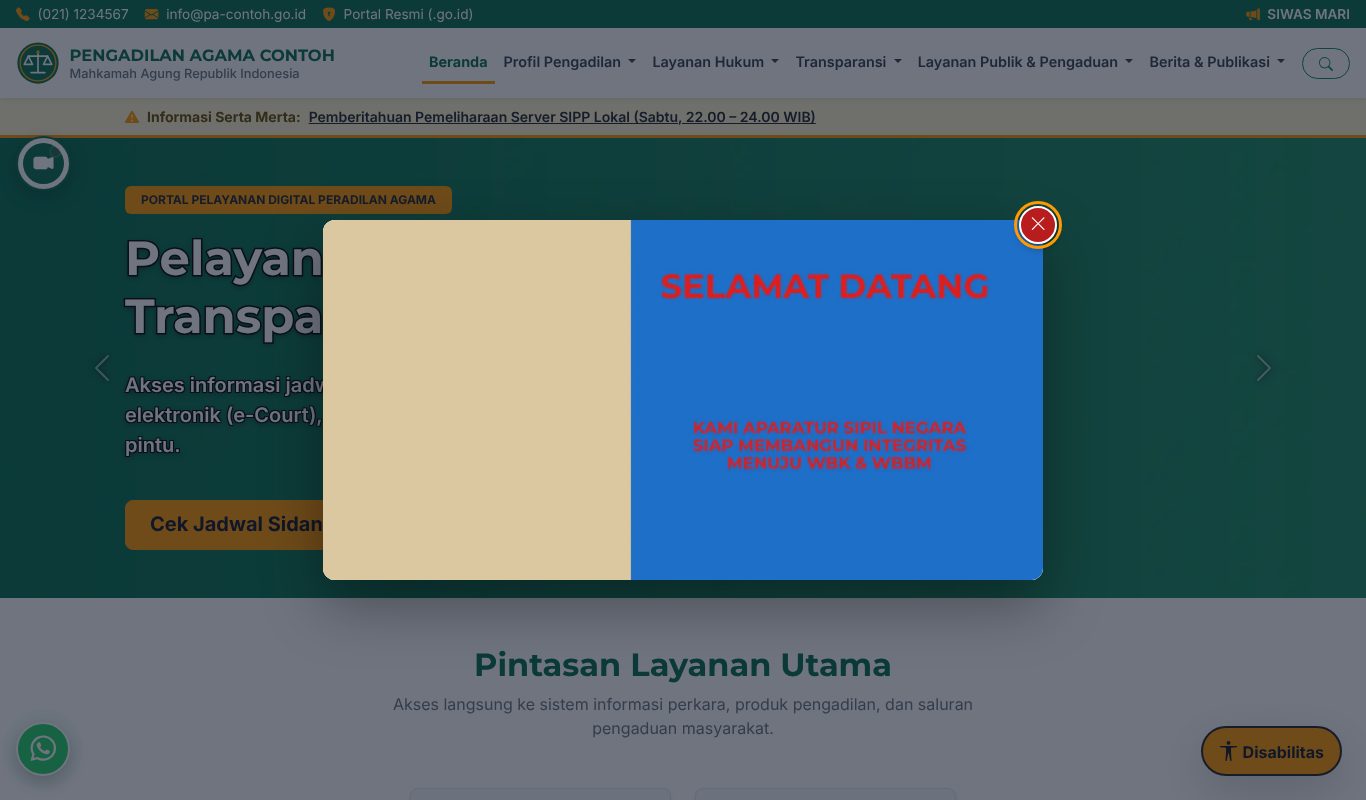 (021) 1234567
info@pa-contoh.go.id
Portal Resmi (.go.id)
SIWAS MARI
PENGADILAN AGAMA CONTOH
Mahkamah Agung Republik Indonesia
Beranda
Profil Pengadilan
Layanan Hukum
Transparansi
Layanan Publik & Pengaduan
Berita & Publikasi
Informasi Serta Merta: Pemberitahuan Pemeliharaan Server SIPP Lokal (Sabtu, 22.00 – 24.00 WIB)
PORTAL PELAYANAN DIGITAL PERADILAN AGAMA
Pelayan
Transpa
Akses informasi jadw
elektronik (e-Court),
pintu.
Cek Jadwal Sidan
SELAMAT DATANG
KAMI APARATUR SIPIL NEGARA
SIAP MEMBANGUN INTEGRITAS
MENUJU WBK & WBBM
Pintasan Layanan Utama
Akses langsung ke sistem informasi perkara, produk pengadilan, dan saluran
pengaduan masyarakat.
Disabilitas